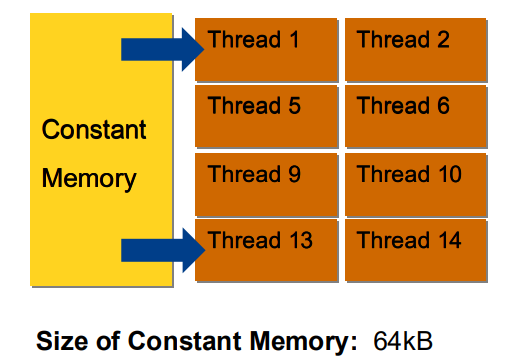 Constant
Memory
Thread 1
Thread 2
Thread 5
Thread 6
Thread 9
Thread 10
Thread 13
Thread 14
Size of Constant Memory: 64kB